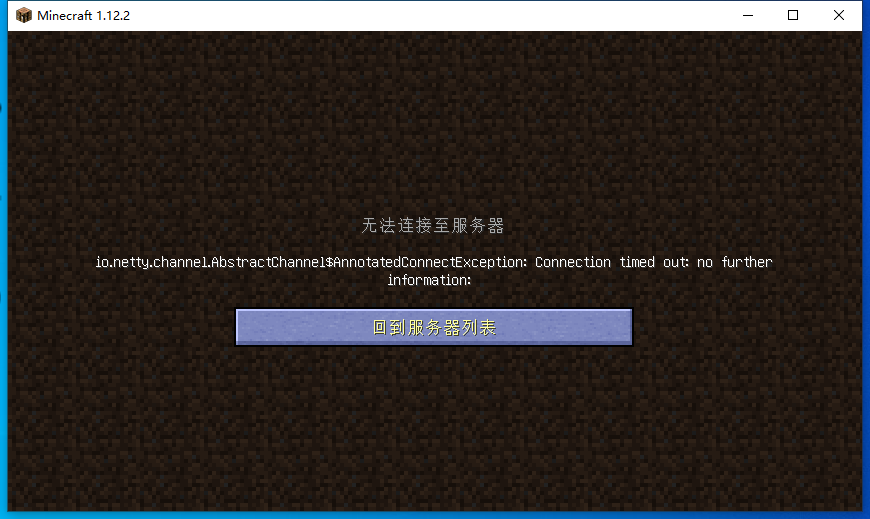 Minecraft 1.12.2
无法连接至服务器
io.netty.channel.AbstractChannel$AnnotatedConnectException: Connection timed out: no further
information:
回到服务器列表